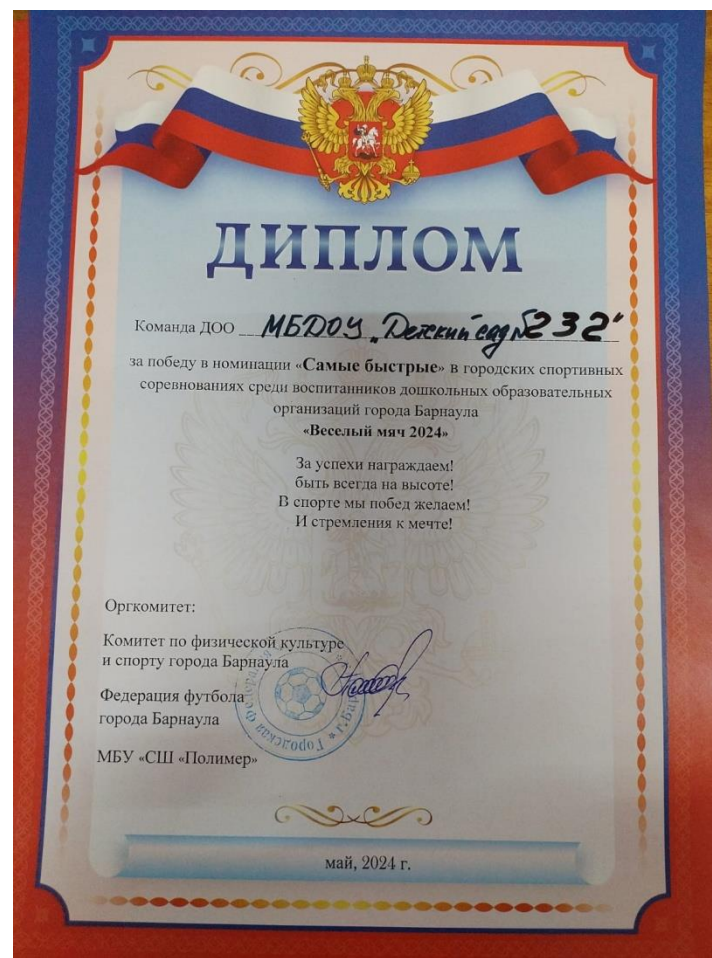 ДИПЛОМ
Команда ДОО МБДОУ „Детский сад №232"
за победу в номинации «Самые быстрые» в городских спортивных
соревнованиях среди воспитанников дошкольных образовательных
организаций города Барнаула
«Веселый мяч 2024»
За успехи награждаем!
быть всегда на высоте!
В спорте мы побед желаем!
И стремления к мечте!
Оргкомитет:
Комитет по физической культуре
и спорту города Барнаула
Федерация футбола
города Барнаула
МБУ «СШ «Полимер»
май, 2024 г.